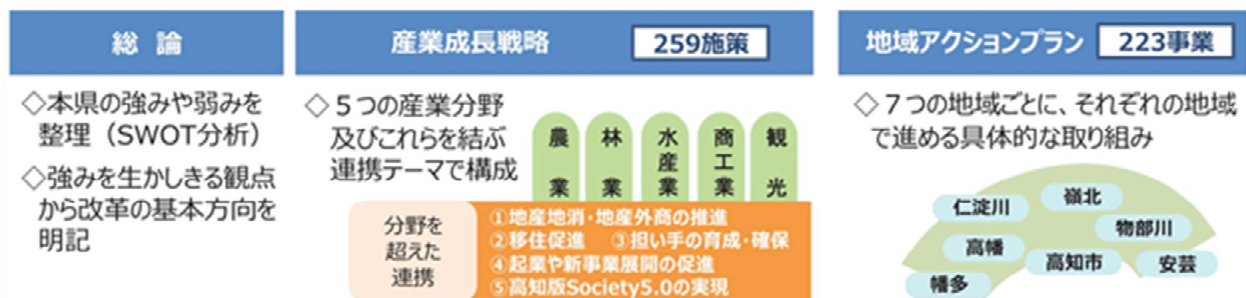 総 論
◇本県の強みや弱みを
整理（SWOT分析）
◇強みを生かしきる観点
から改革の基本方向を
明記
産業成長戦略 259施策
◇５つの産業分野
及びこれらを結ぶ
連携テーマで構成
農業
林業
水産業
商工業
観光
分野を
超えた
連携
①地産地消・地産外商の推進
②移住促進 ③担い手の育成・確保
④起業や新事業展開の促進
⑤高知版Society5.0の実現
地域アクションプラン 223事業
◇７つの地域ごとに、それぞれの地域
で進める具体的な取り組み
仁淀川
嶺北
物部川
高幡
高知市
安芸
幡多